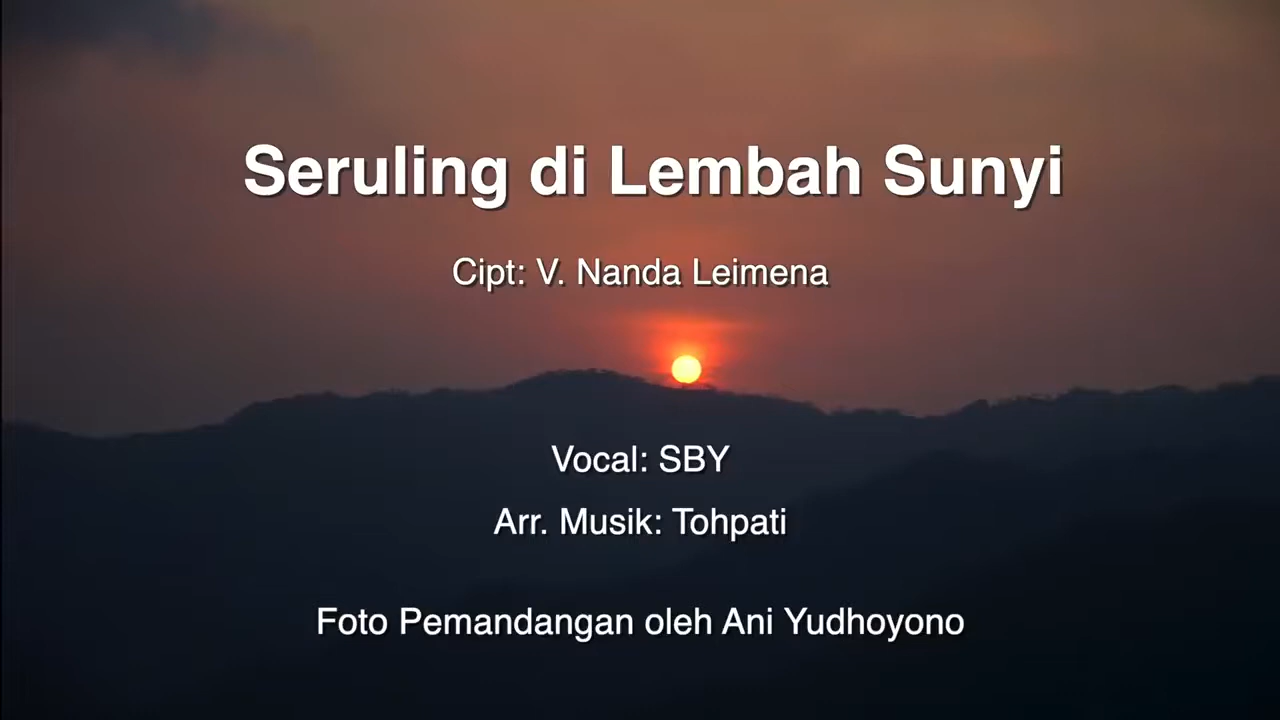 Seruling di Lembah Sunyi
Cipt: V. Nanda Leimena
Vocal: SBY
Arr. Musik: Tohpati
Foto Pemandangan oleh Ani Yudhoyono